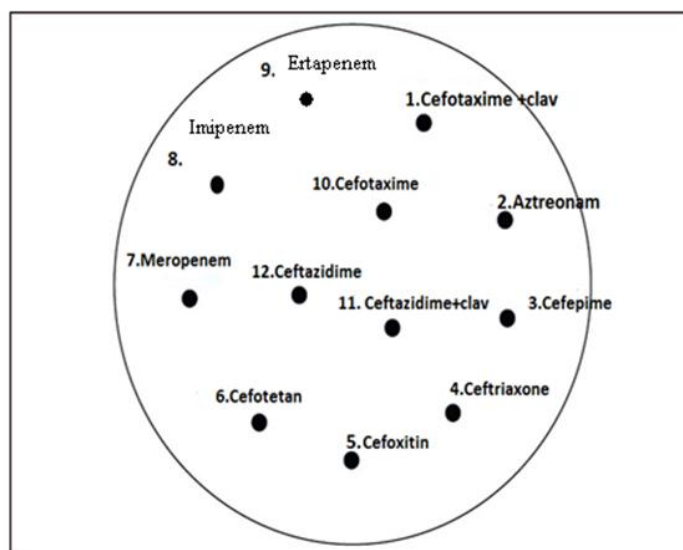 9. Ertapenem
1.Cefotaxime +clav
Imipenem
8.
10.Cefotaxime
2.Aztreonam
7.Meropenem
12.Ceftazidime
11. Ceftazidime+clav
3.Cefepime
4.Ceftriaxone
6.Cefotetan
5.Cefoxitin